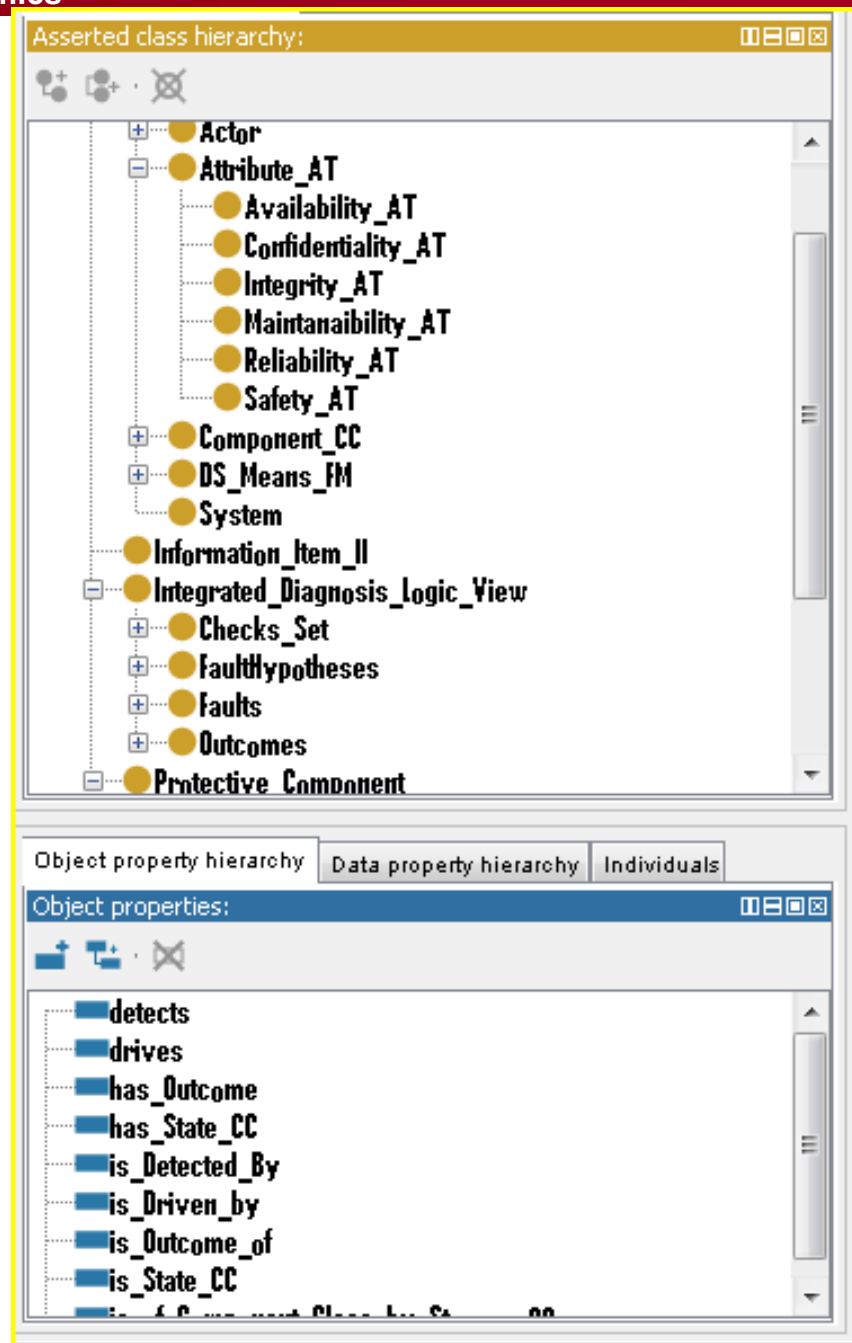 Asserted class hierarchy:
Actor
Attribute_AT
Availability_AT
Confidentiality_AT
Integrity_AT
Maintanaibility_AT
Reliability_AT
Safety_AT
Component_CC
DS_Means_FM
System
Information_Item_II
Integrated_Diagnosis_Logic_View
Checks_Set
FaultHypotheses
Faults
Outcomes
Protective_Component
Object property hierarchy Data property hierarchy Individuals
Object properties:
detects
drives
has_Outcome
has_State_CC
is_Detected_By
is_Driven_by
is_Outcome_of
is_State_CC